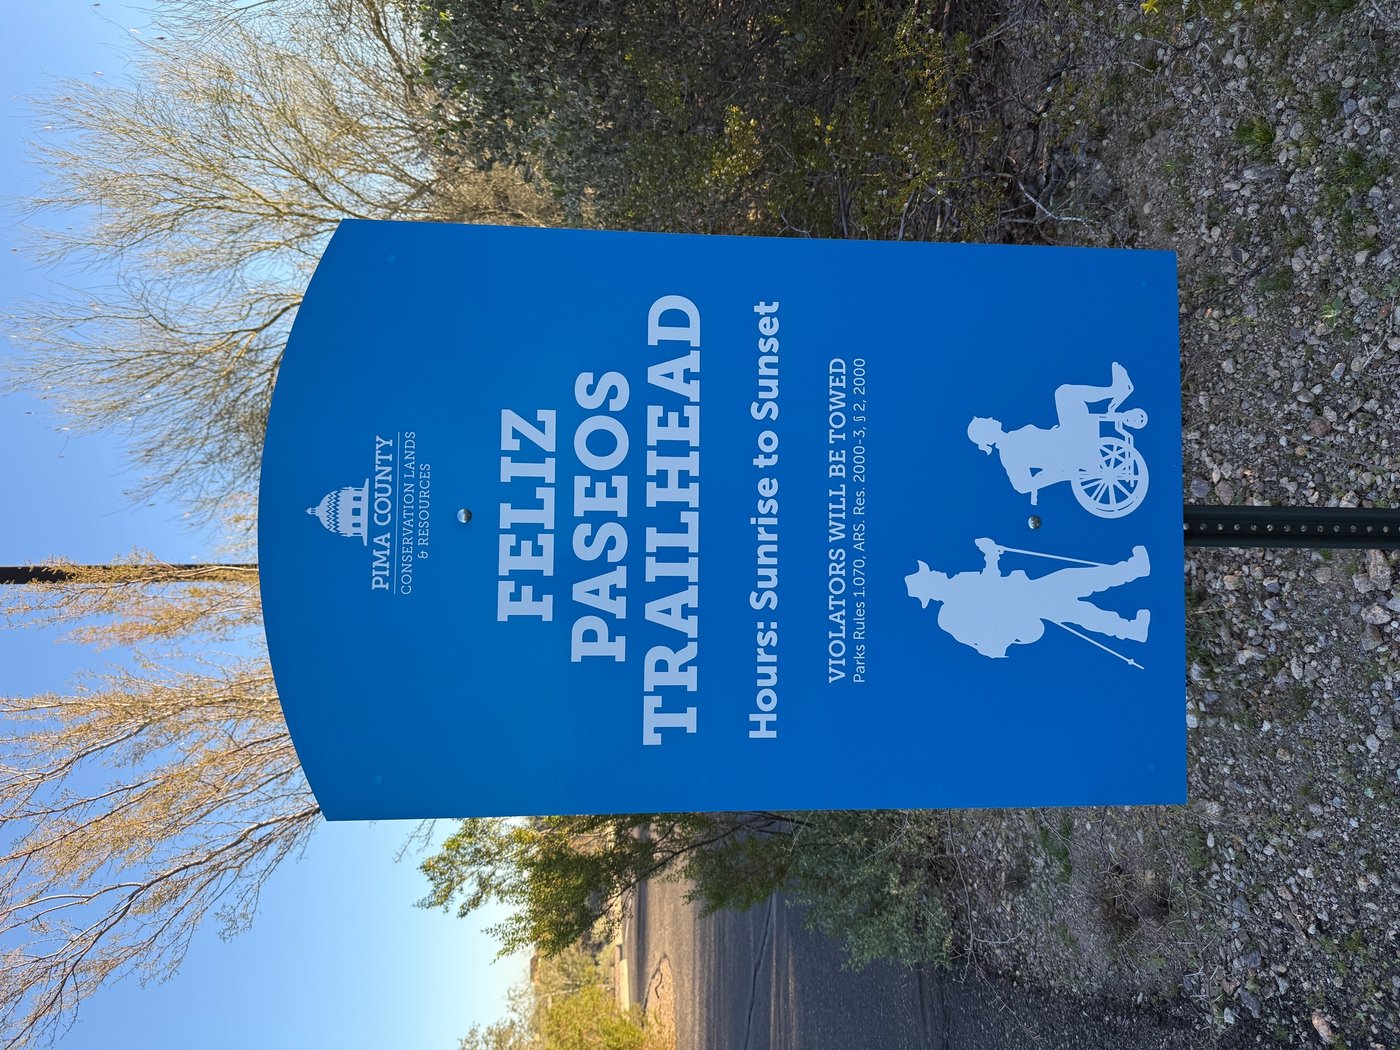 PIMA COUNTY
CONSERVATION LANDS
& RESOURCES
FELIZ
PASEOS
TRAILHEAD
Hours: Sunrise to Sunset
VIOLATORS WILL BE TOWED
Parks Rules 1.070, ARS. Res. 2000-3, § 2, 2000